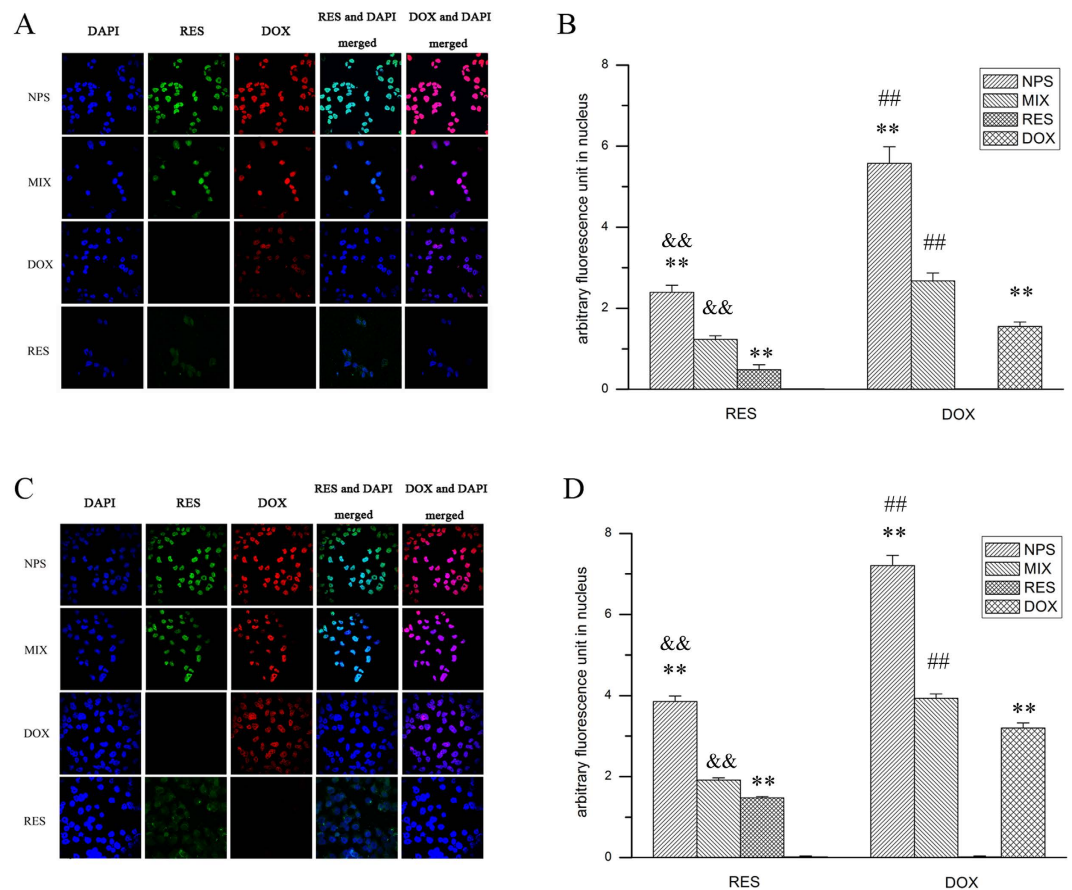 A
DAPI RES DOX RES and DAPI merged DOX and DAPI merged
NPS
MIX
DOX
RES
B
arbitrary fluorescence unit in nucleus
8
6
4
2
0
&&
**
&&
**
##
**
##
**
RES DOX
NPS
MIX
RES
DOX
C
DAPI RES DOX RES and DAPI merged DOX and DAPI merged
NPS
MIX
DOX
RES
D
arbitrary fluorescence unit in nucleus
8
6
4
2
0
&&
**
&&
**
##
**
##
**
RES DOX
NPS
MIX
RES
DOX